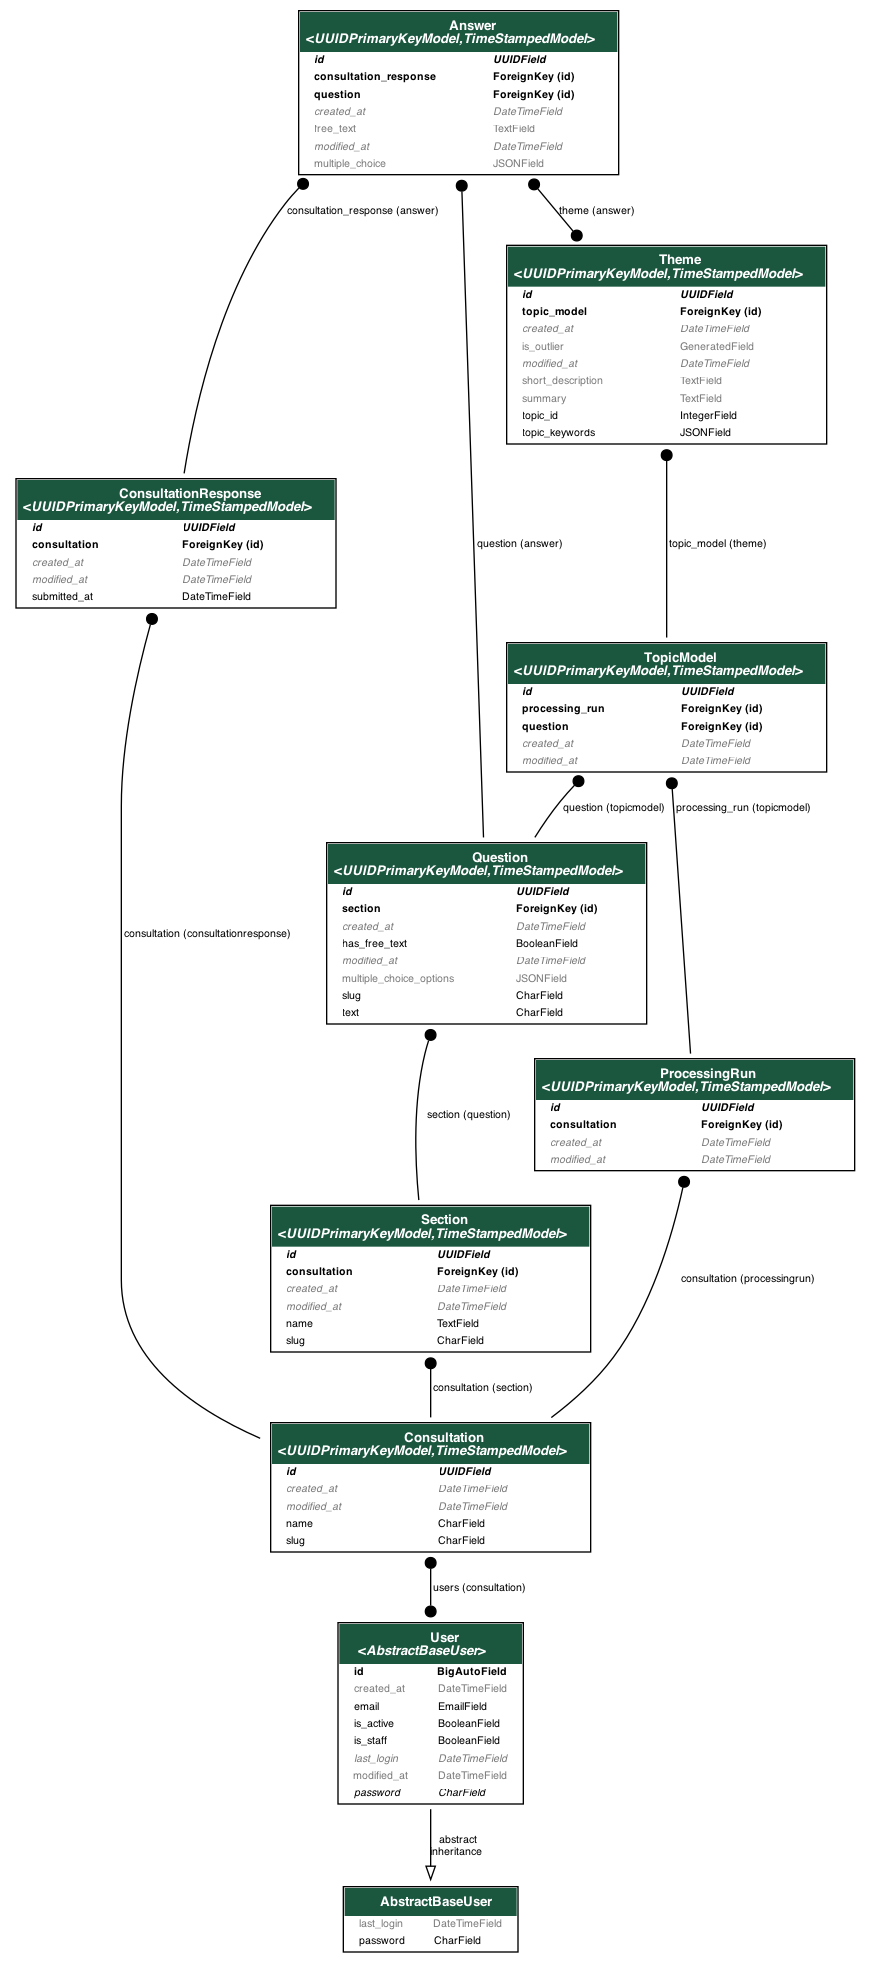 Answer
<UUIDPrimaryKeyModel,TimeStampedModel>
id UUIDField
consultation_response ForeignKey (id)
question ForeignKey (id)
created_at DateTimeField
free_text TextField
modified_at DateTimeField
multiple_choice JSONField
consultation_response (answer)
theme (answer)
Theme
<UUIDPrimaryKeyModel,TimeStampedModel>
id UUIDField
topic_model ForeignKey (id)
created_at DateTimeField
is_outlier GeneratedField
modified_at DateTimeField
short_description TextField
summary TextField
topic_id IntegerField
topic_keywords JSONField
ConsultationResponse
<UUIDPrimaryKeyModel,TimeStampedModel>
id UUIDField
consultation ForeignKey (id)
created_at DateTimeField
modified_at DateTimeField
submitted_at DateTimeField
question (answer)
topic_model (theme)
TopicModel
<UUIDPrimaryKeyModel,TimeStampedModel>
id UUIDField
processing_run ForeignKey (id)
question ForeignKey (id)
created_at DateTimeField
modified_at DateTimeField
question (topicmodel)
processing_run (topicmodel)
Question
<UUIDPrimaryKeyModel,TimeStampedModel>
id UUIDField
section ForeignKey (id)
created_at DateTimeField
has_free_text BooleanField
modified_at DateTimeField
multiple_choice_options JSONField
slug CharField
text CharField
consultation (consultationresponse)
ProcessingRun
<UUIDPrimaryKeyModel,TimeStampedModel>
id UUIDField
consultation ForeignKey (id)
created_at DateTimeField
modified_at DateTimeField
section (question)
Section
<UUIDPrimaryKeyModel,TimeStampedModel>
id UUIDField
consultation ForeignKey (id)
created_at DateTimeField
modified_at DateTimeField
name TextField
slug CharField
consultation (processingrun)
consultation (section)
Consultation
<UUIDPrimaryKeyModel,TimeStampedModel>
id UUIDField
created_at DateTimeField
modified_at DateTimeField
name CharField
slug CharField
users (consultation)
User
<AbstractBaseUser>
id BigAutoField
created_at DateTimeField
email EmailField
is_active BooleanField
is_staff BooleanField
last_login DateTimeField
modified_at DateTimeField
password CharField
abstract
inheritance
AbstractBaseUser
last_login DateTimeField
password CharField